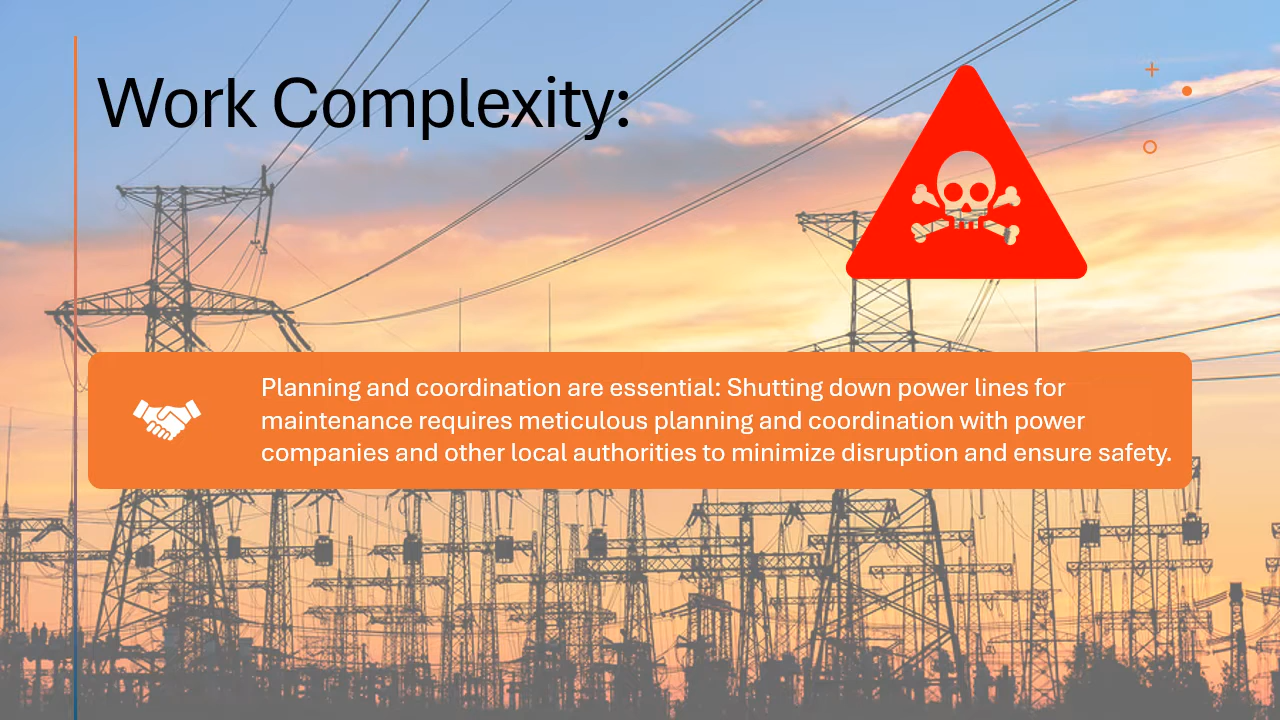 Work Complexity:
Planning and coordination are essential: Shutting down power lines for
maintenance requires meticulous planning and coordination with power
companies and other local authorities to minimize disruption and ensure safety.